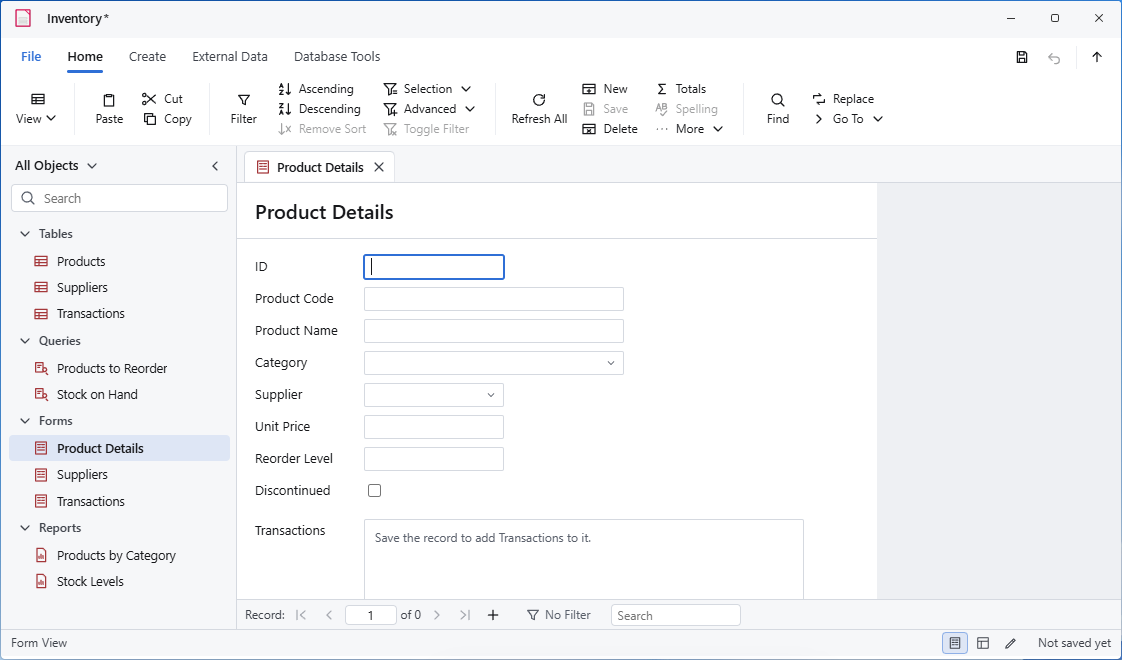 Inventory*
File Home Create External Data Database Tools
View
Paste
Cut
Copy
Filter
Ascending
Descending
Remove Sort
Selection
Advanced
Toggle Filter
Refresh All
New
Save
Delete
Totals
Spelling
More
Find
Replace
Go To
All Objects
Search
Tables
Products
Suppliers
Transactions
Queries
Products to Reorder
Stock on Hand
Forms
Product Details
Suppliers
Transactions
Reports
Products by Category
Stock Levels
Product Details
Product Details
ID
Product Code
Product Name
Category
Supplier
Unit Price
Reorder Level
Discontinued
Transactions
Save the record to add Transactions to it.
Record: 1 of 0 No Filter Search
Form View Not saved yet